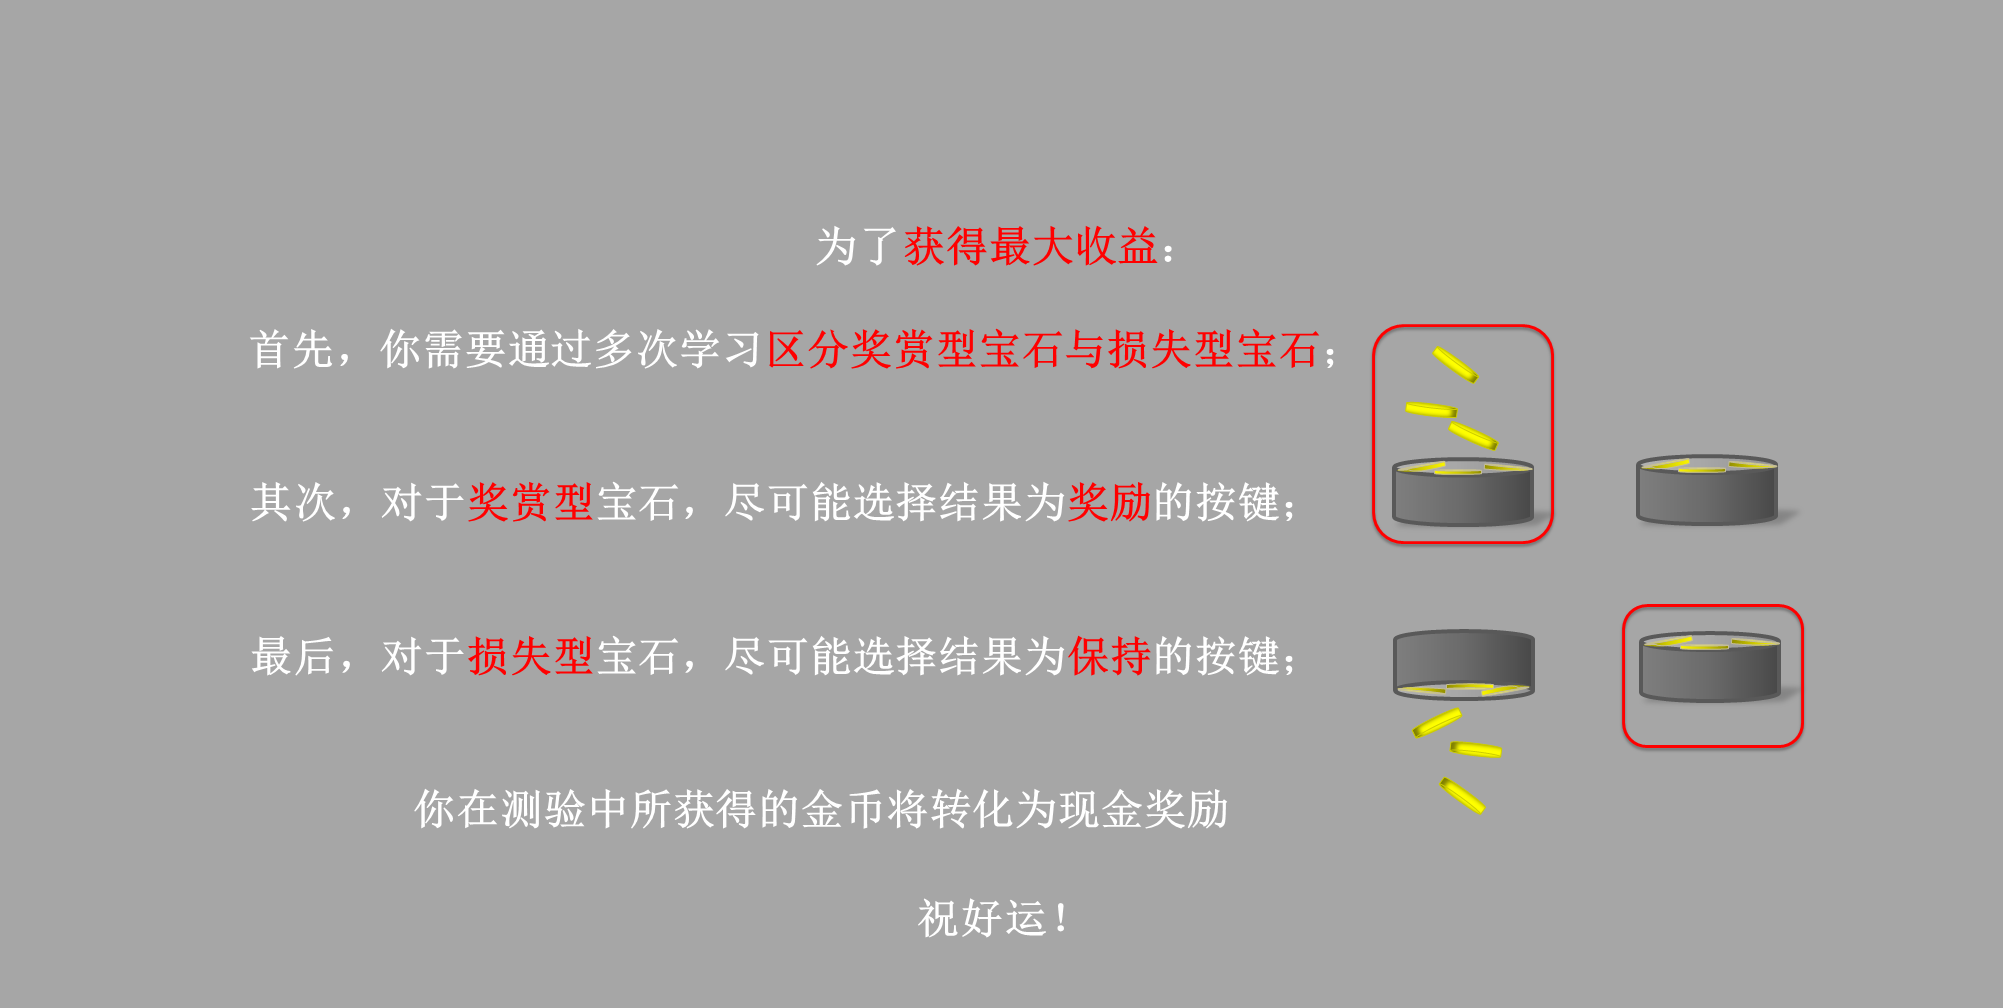 为了获得最大收益：
首先，你需要通过多次学习区分奖赏型宝石与损失型宝石；
其次，对于奖赏型宝石，尽可能选择结果为奖励的按键；
最后，对于损失型宝石，尽可能选择结果为保持的按键；
你在测验中所获得的金币将转化为现金奖励
祝好运！